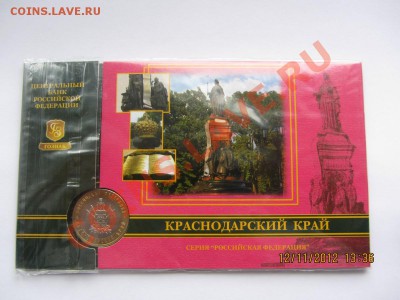 COINS.LAVE.RU
ЦЕНТРАЛЬНЫЙ
БАНК
РОССИЙСКОЙ
ФЕДЕРАЦИИ
КРАСНОДАРСКИЙ КРАЙ
СЕРИЯ "РОССИЙСКАЯ ФЕДЕРАЦИЯ"
12/11/2012 13:36